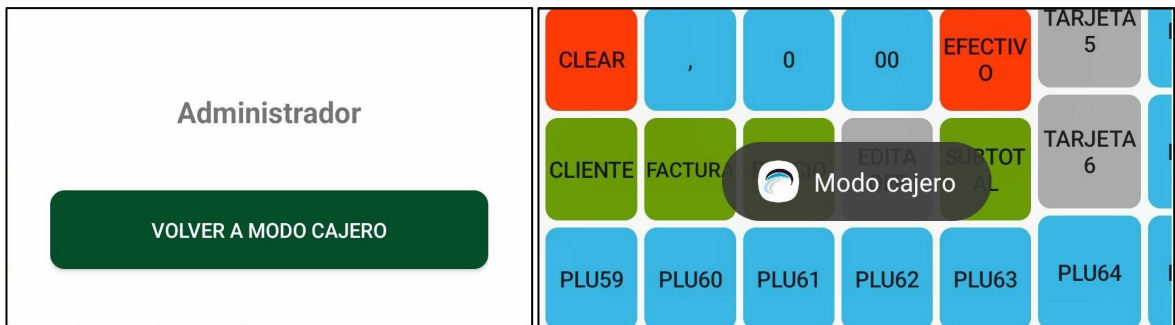 Administrador
VOLVER A MODO CAJERO
TARJETA
5
CLEAR
,
0
00
EFECTIV
O
CLIENTE
FACTURA
EDITA
SUBTOT
AL
TARJETA
6
Modo cajero
PLU59
PLU60
PLU61
PLU62
PLU63
PLU64